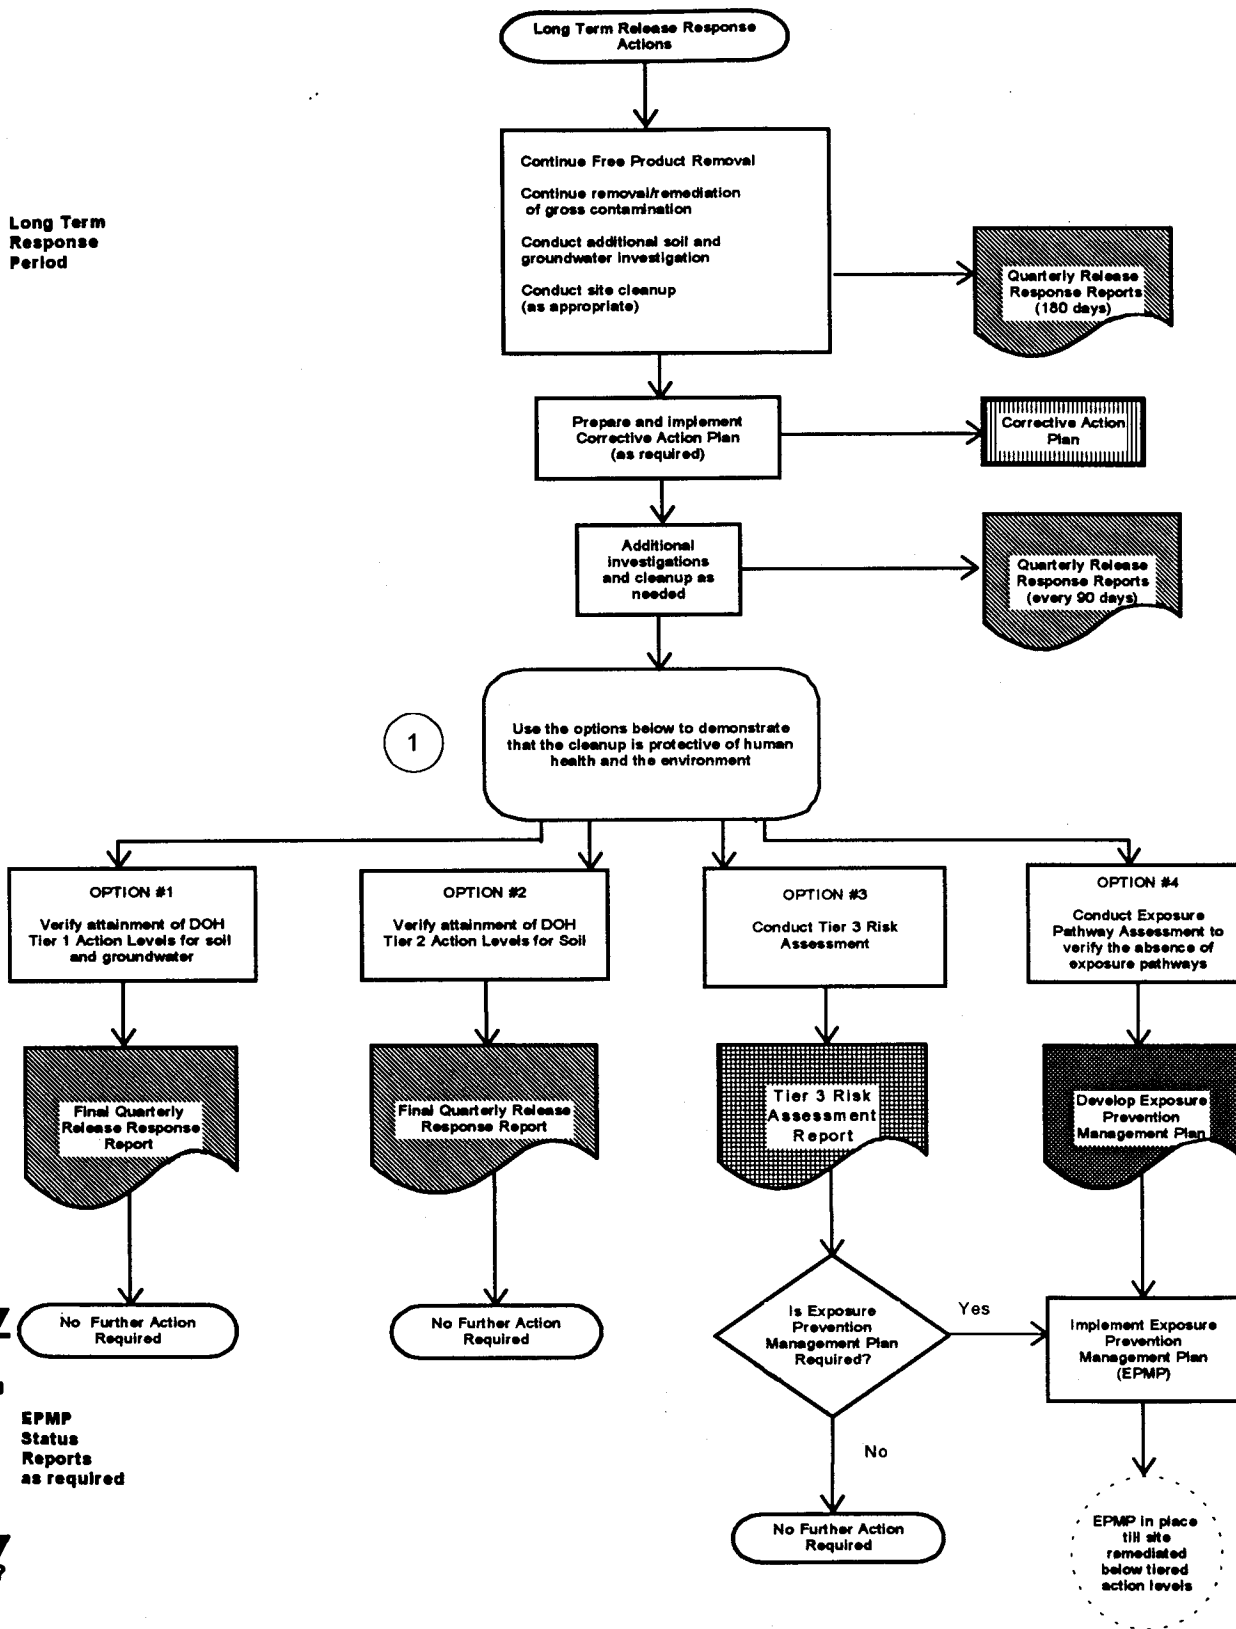 Long Term Release Response
Actions
Long Term
Response
Period
Continue Free Product Removal
Continue removal/remediation
of gross contamination
Conduct additional soil and
groundwater investigation
Conduct site cleanup
(as appropriate)
Quarterly Release
Response Reports
(180 days)
Prepare and implement
Corrective Action Plan
(as required)
Corrective Action
Plan
Additional
investigations
and cleanup as
needed
Quarterly Release
Response Reports
(every 90 days)
1
Use the options below to demonstrate
that the cleanup is protective of human
health and the environment
OPTION #1
Verify attainment of DOH
Tier 1 Action Levels for soil
and groundwater
OPTION #2
Verify attainment of DOH
Tier 2 Action Levels for Soil
OPTION #3
Conduct Tier 3 Risk
Assessment
OPTION #4
Conduct Exposure
Pathway Assessment to
verify the absence of
exposure pathways
Final Quarterly
Release Response
Report
Final Quarterly Release
Response Report
Tier 3 Risk
Assessment
Report
Develop Exposure
Prevention
Management Plan
No Further Action
Required
No Further Action
Required
Is Exposure
Prevention
Management Plan
Required?
Yes
Implement Exposure
Prevention
Management Plan
(EPMP)
EPMP
Status
Reports
as required
No
No Further Action
Required
EPMP in place
till site
remediated
below tiered
action levels